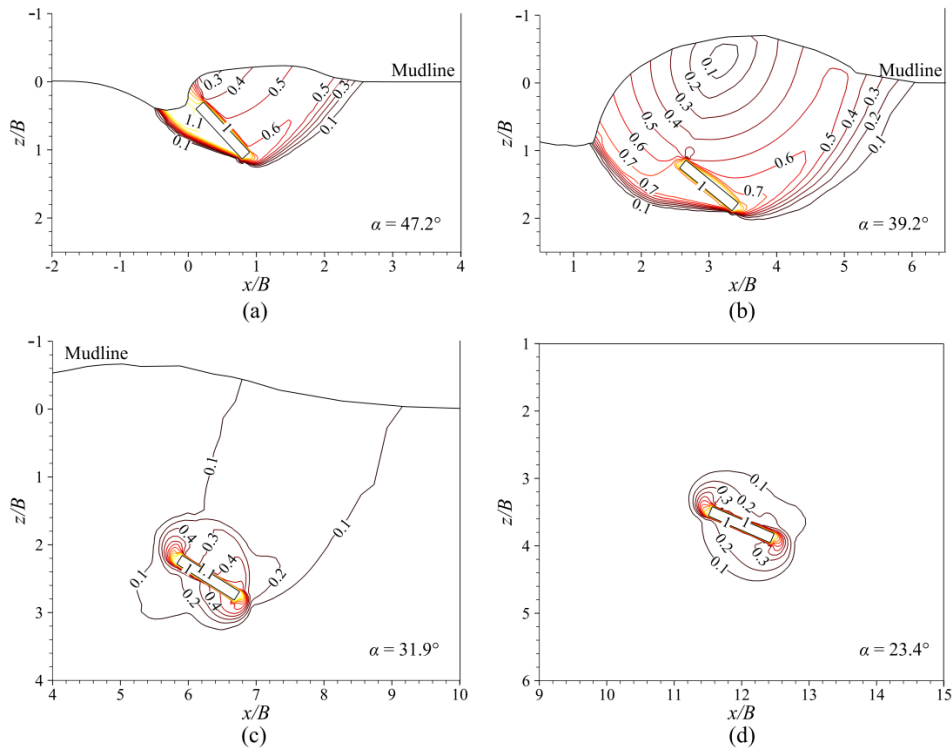 -1
0
1
2
z/B
-2 -1 0 1 2 3 4
x/B
Mudline
0.3
0.4
0.5
0.5
0.3
0.1
1.1
1
0.6
0.1
α = 47.2°
(a)
-1
0
1
2
z/B
1 2 3 4 5 6
x/B
Mudline
0.1
0.2
0.3
0.4
0.5
0.6
0.7
0.7
0.1
1
0.7
0.6
0.5
0.4
0.3
0.2
0.1
α = 39.2°
(b)
-1
0
1
2
3
4
z/B
4 5 6 7 8 9 10
x/B
Mudline
0.1
0.1
0.4
0.3
0.4
0.2
0.1
1.1
1
0.2
0.4
α = 31.9°
(c)
1
2
3
4
5
6
z/B
9 10 11 12 13 14 15
x/B
0.1
0.2
0.3
1
1
0.2
0.3
0.1
α = 23.4°
(d)